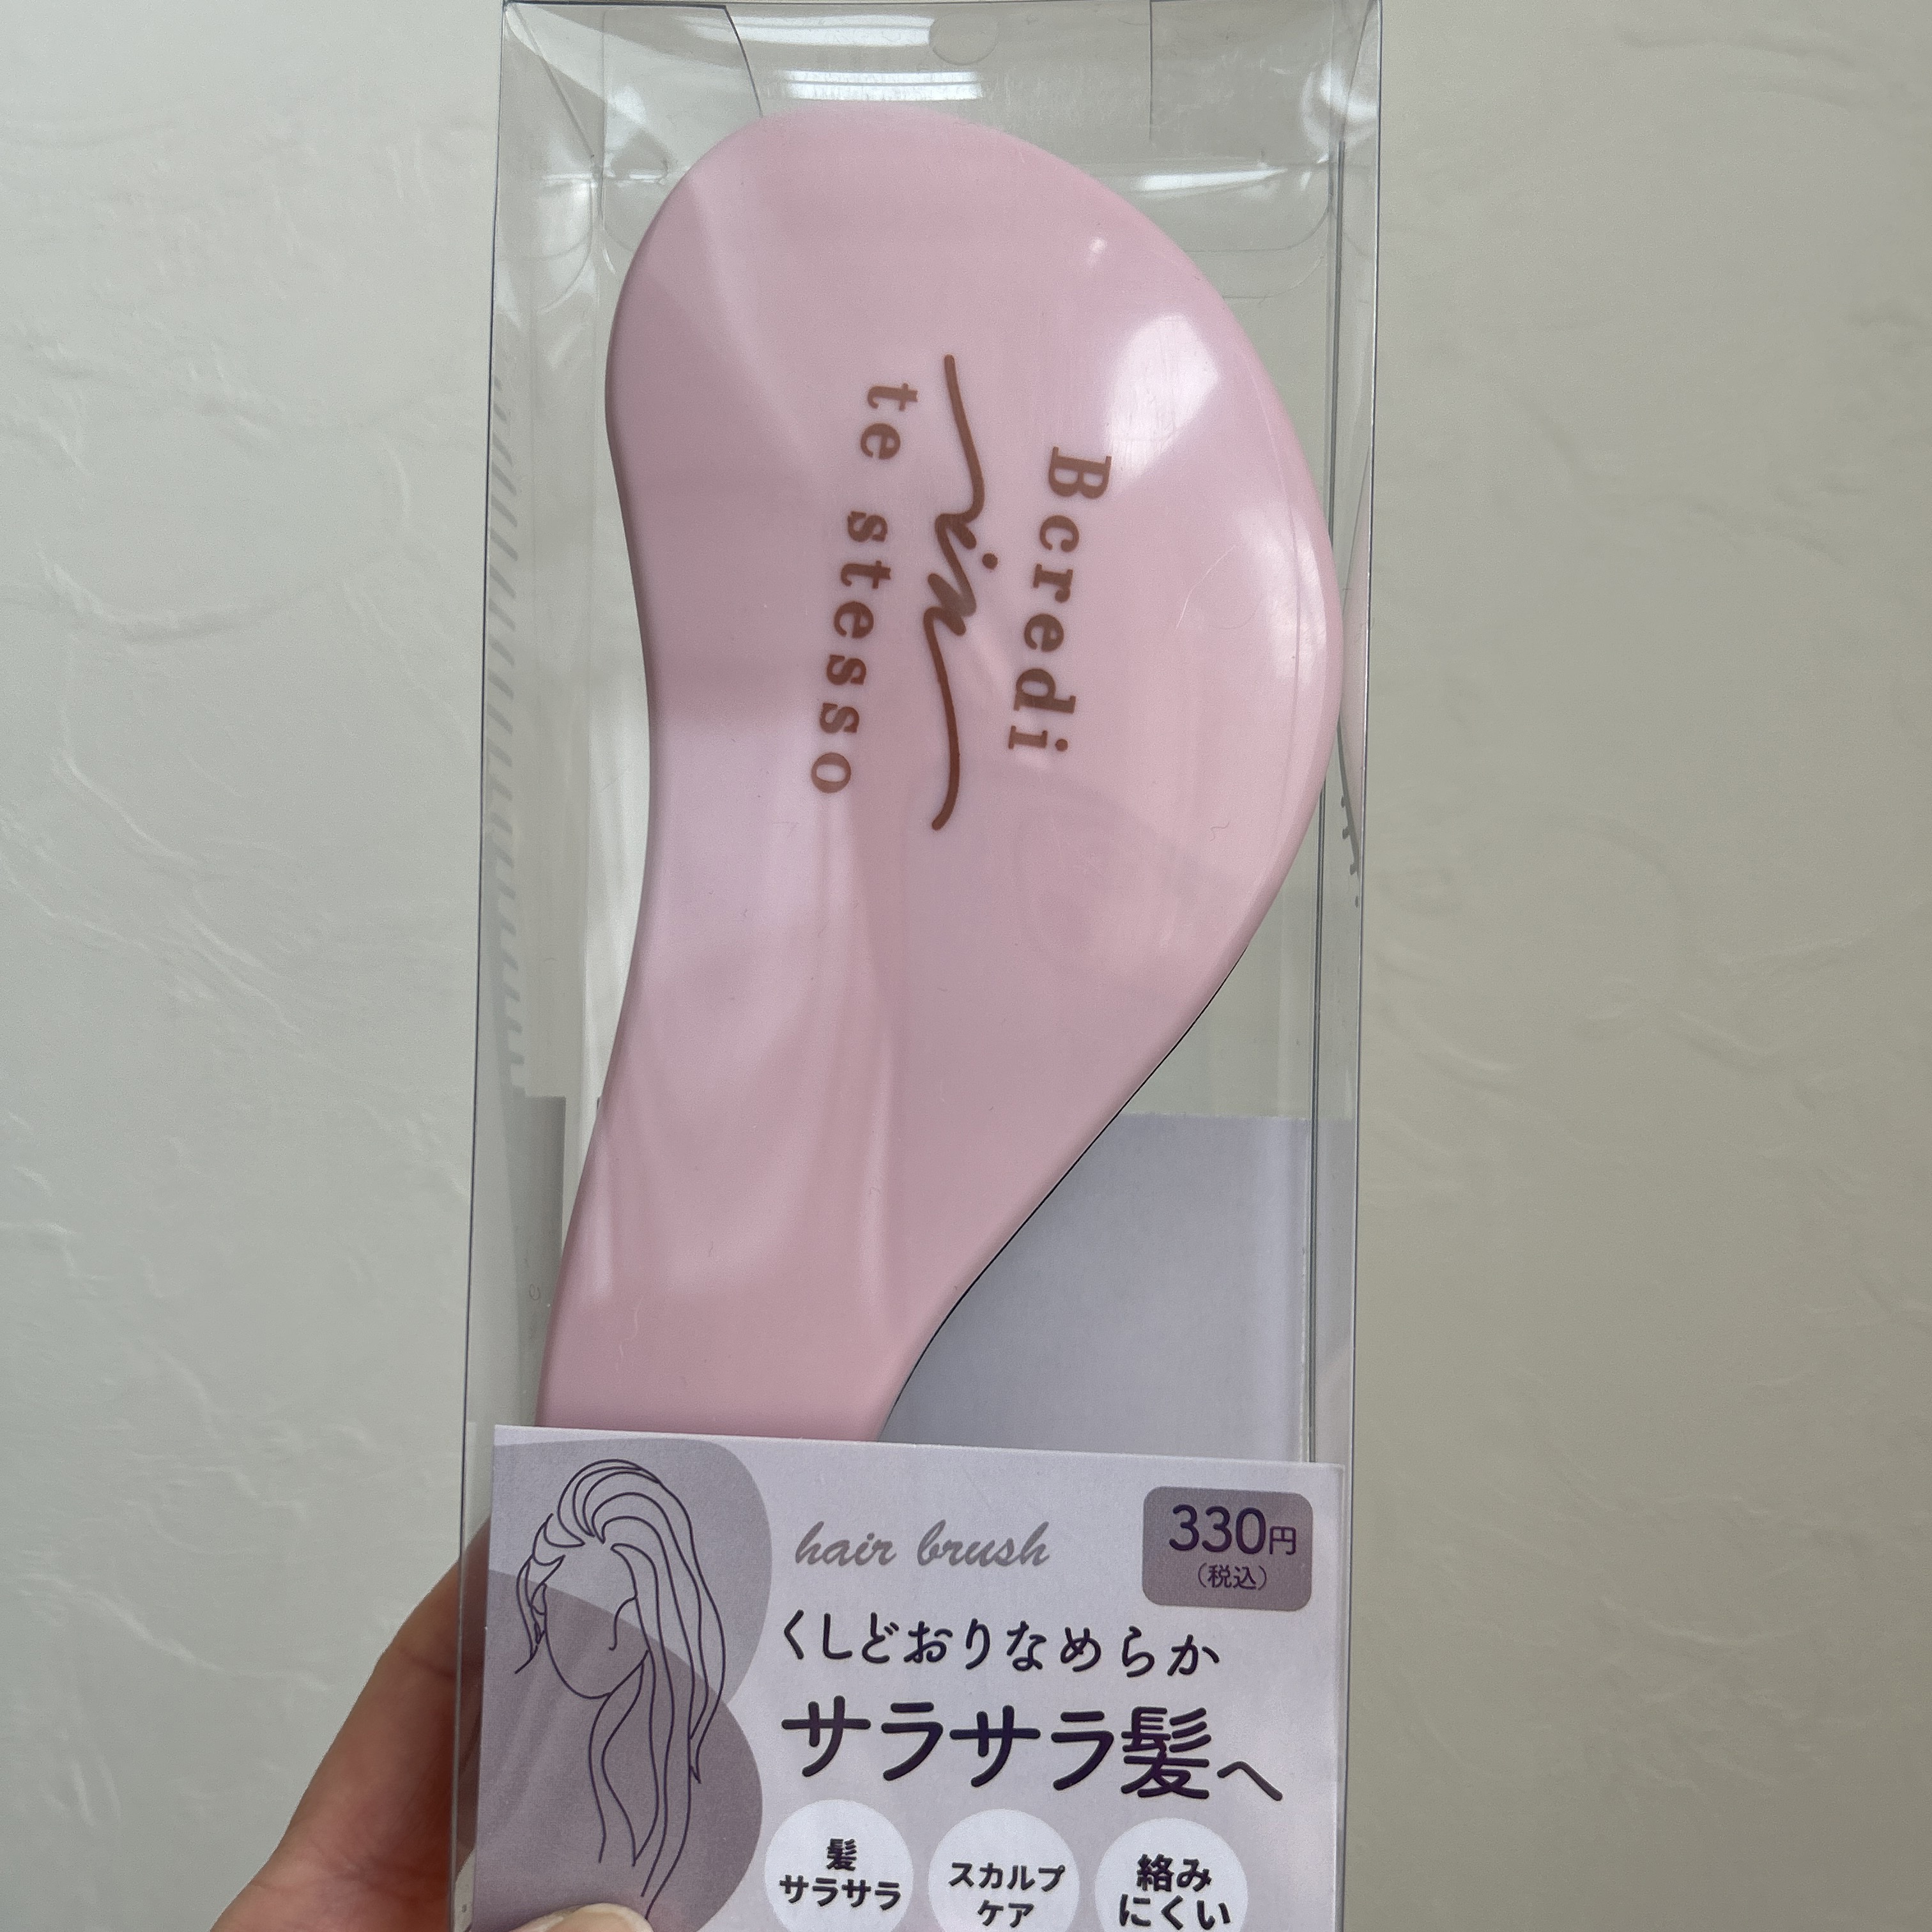 Bcredi
in
te stesso
hair brush
330円
(税込)
くしどおりなめらか
サラサラ髪へ
髪
サラサラ
スカルプ
ケア
絡み
にくい